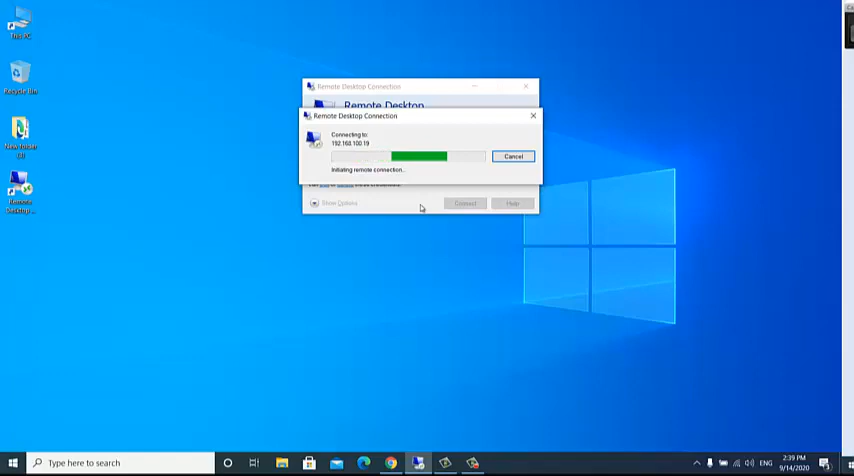 This PC
Recycle Bin
New folder
(3)
Remote
Desktop ...
Remote Desktop Connection
Remote Desktop
Remote Desktop Connection
Connecting to:
192.168.100.19
Cancel
Initiating remote connection...
Show Options
Connect
Help
Type here to search
ENG
2:39 PM
9/14/2020